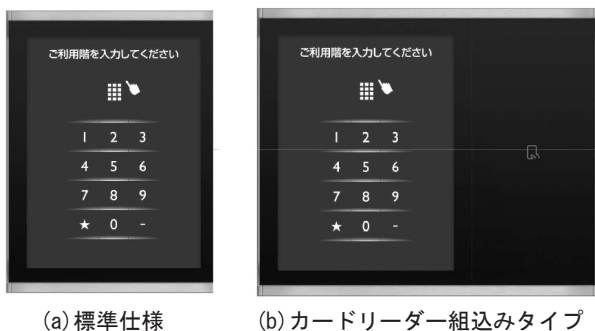 ご利用階を入力してください
1 2 3
4 5 6
7 8 9
★ 0 -
ご利用階を入力してください
1 2 3
4 5 6
7 8 9
★ 0 -
(a)標準仕様
(b)カードリーダー組込みタイプ